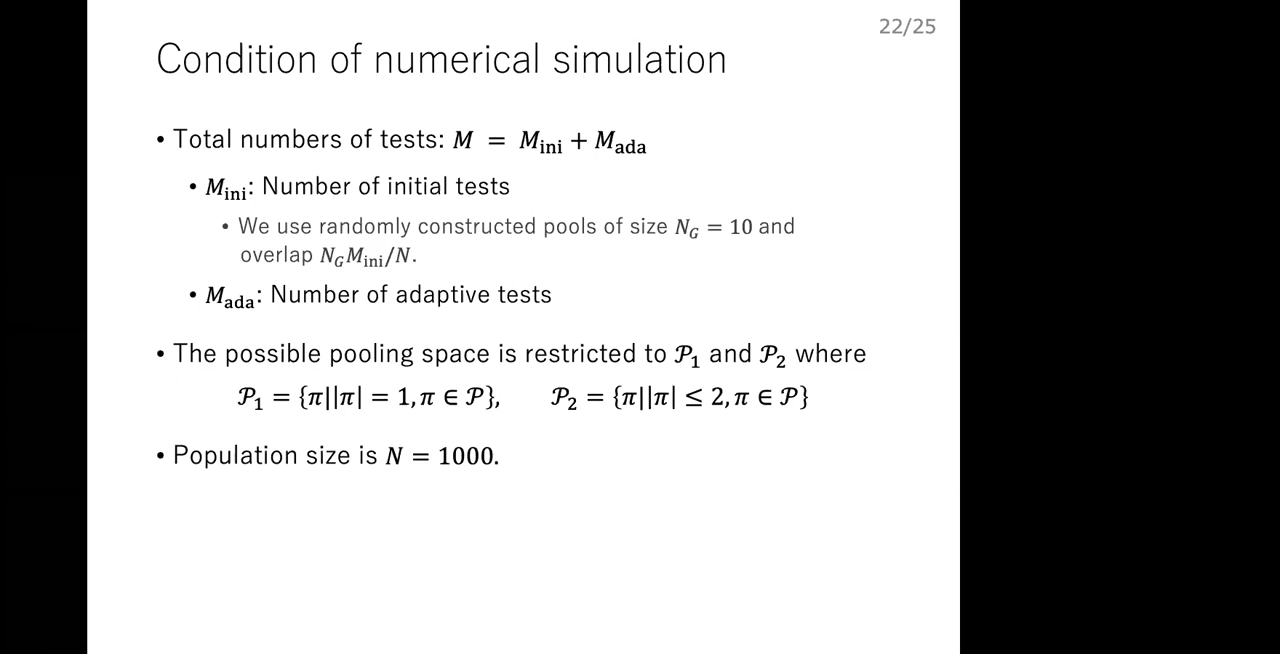 22/25
Condition of numerical simulation
• Total numbers of tests: M = M_ini + M_ada
• M_ini: Number of initial tests
• We use randomly constructed pools of size N_G = 10 and
overlap N_G M_ini/N.
• M_ada: Number of adaptive tests
• The possible pooling space is restricted to 𝒫_1 and 𝒫_2 where
𝒫_1 = {π||π| = 1, π ∈ 𝒫}, 𝒫_2 = {π||π| ≤ 2, π ∈ 𝒫}
• Population size is N = 1000.